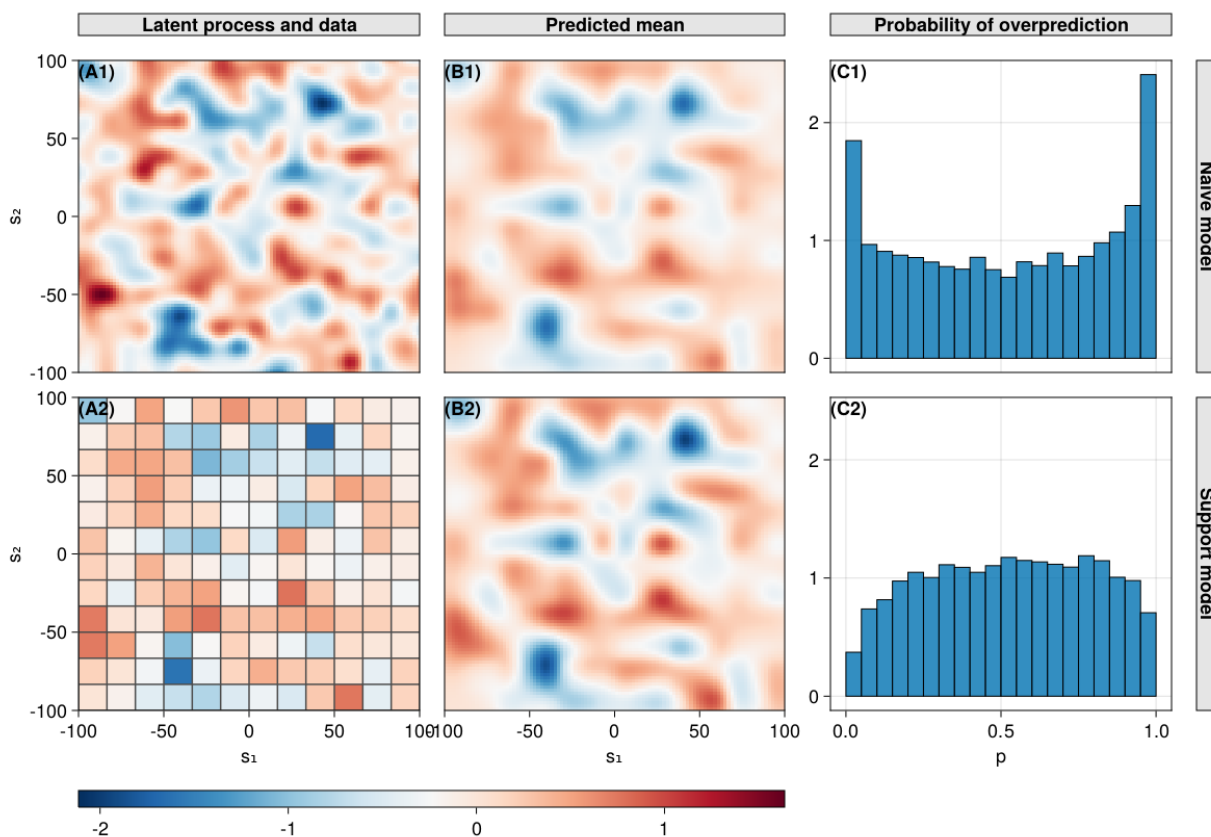 Latent process and data
Predicted mean
Probability of overprediction
(A1)
(B1)
(C1)
100
50
0
-50
-100
s₂
2
1
0
Naive model
(A2)
(B2)
(C2)
100
50
0
-50
-100
s₂
-100 -50 0 50 100
s₁
-100 -50 0 50 100
s₁
2
1
0
0.0 0.5 1.0
p
Support model
-2 -1 0 1